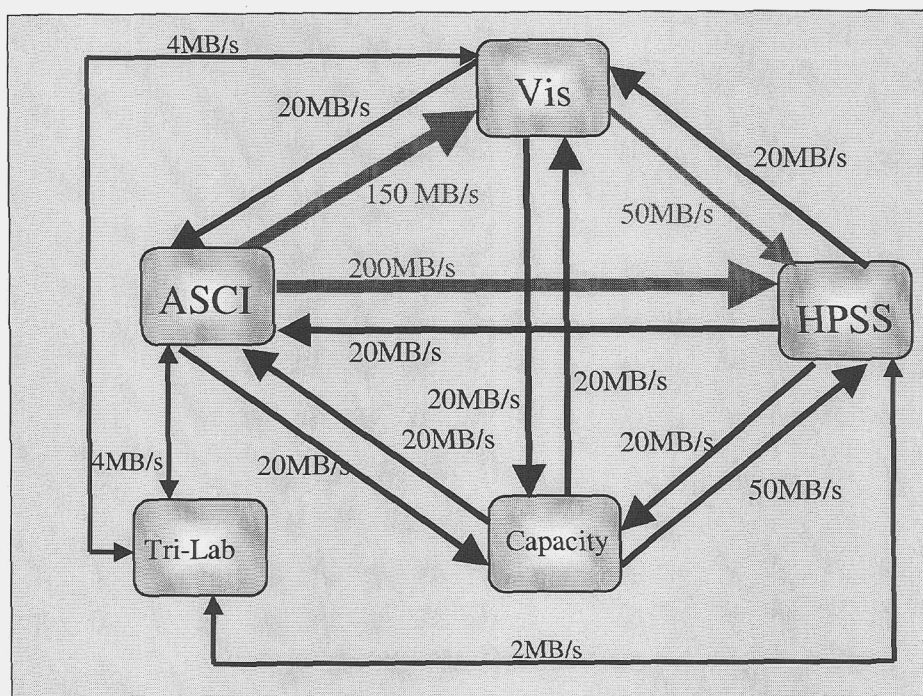 4MB/s
Vis
20MB/s
20MB/s
150 MB/s
50MB/s
200MB/s
ASCI
HPSS
20MB/s
20MB/s
20MB/s
20MB/s
20MB/s
4MB/s
20MB/s
50MB/s
Tri-Lab
Capacity
2MB/s